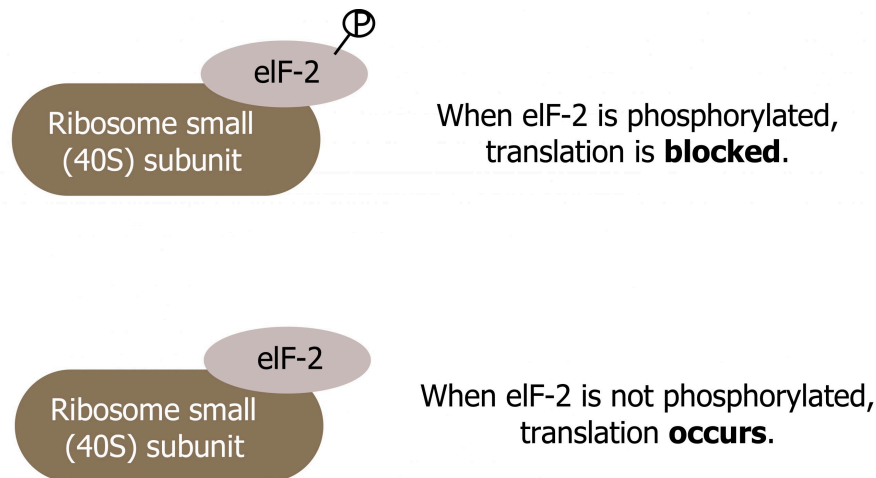 P
eIF-2
Ribosome small
(40S) subunit
When eIF-2 is phosphorylated,
translation is blocked.
eIF-2
Ribosome small
(40S) subunit
When eIF-2 is not phosphorylated,
translation occurs.